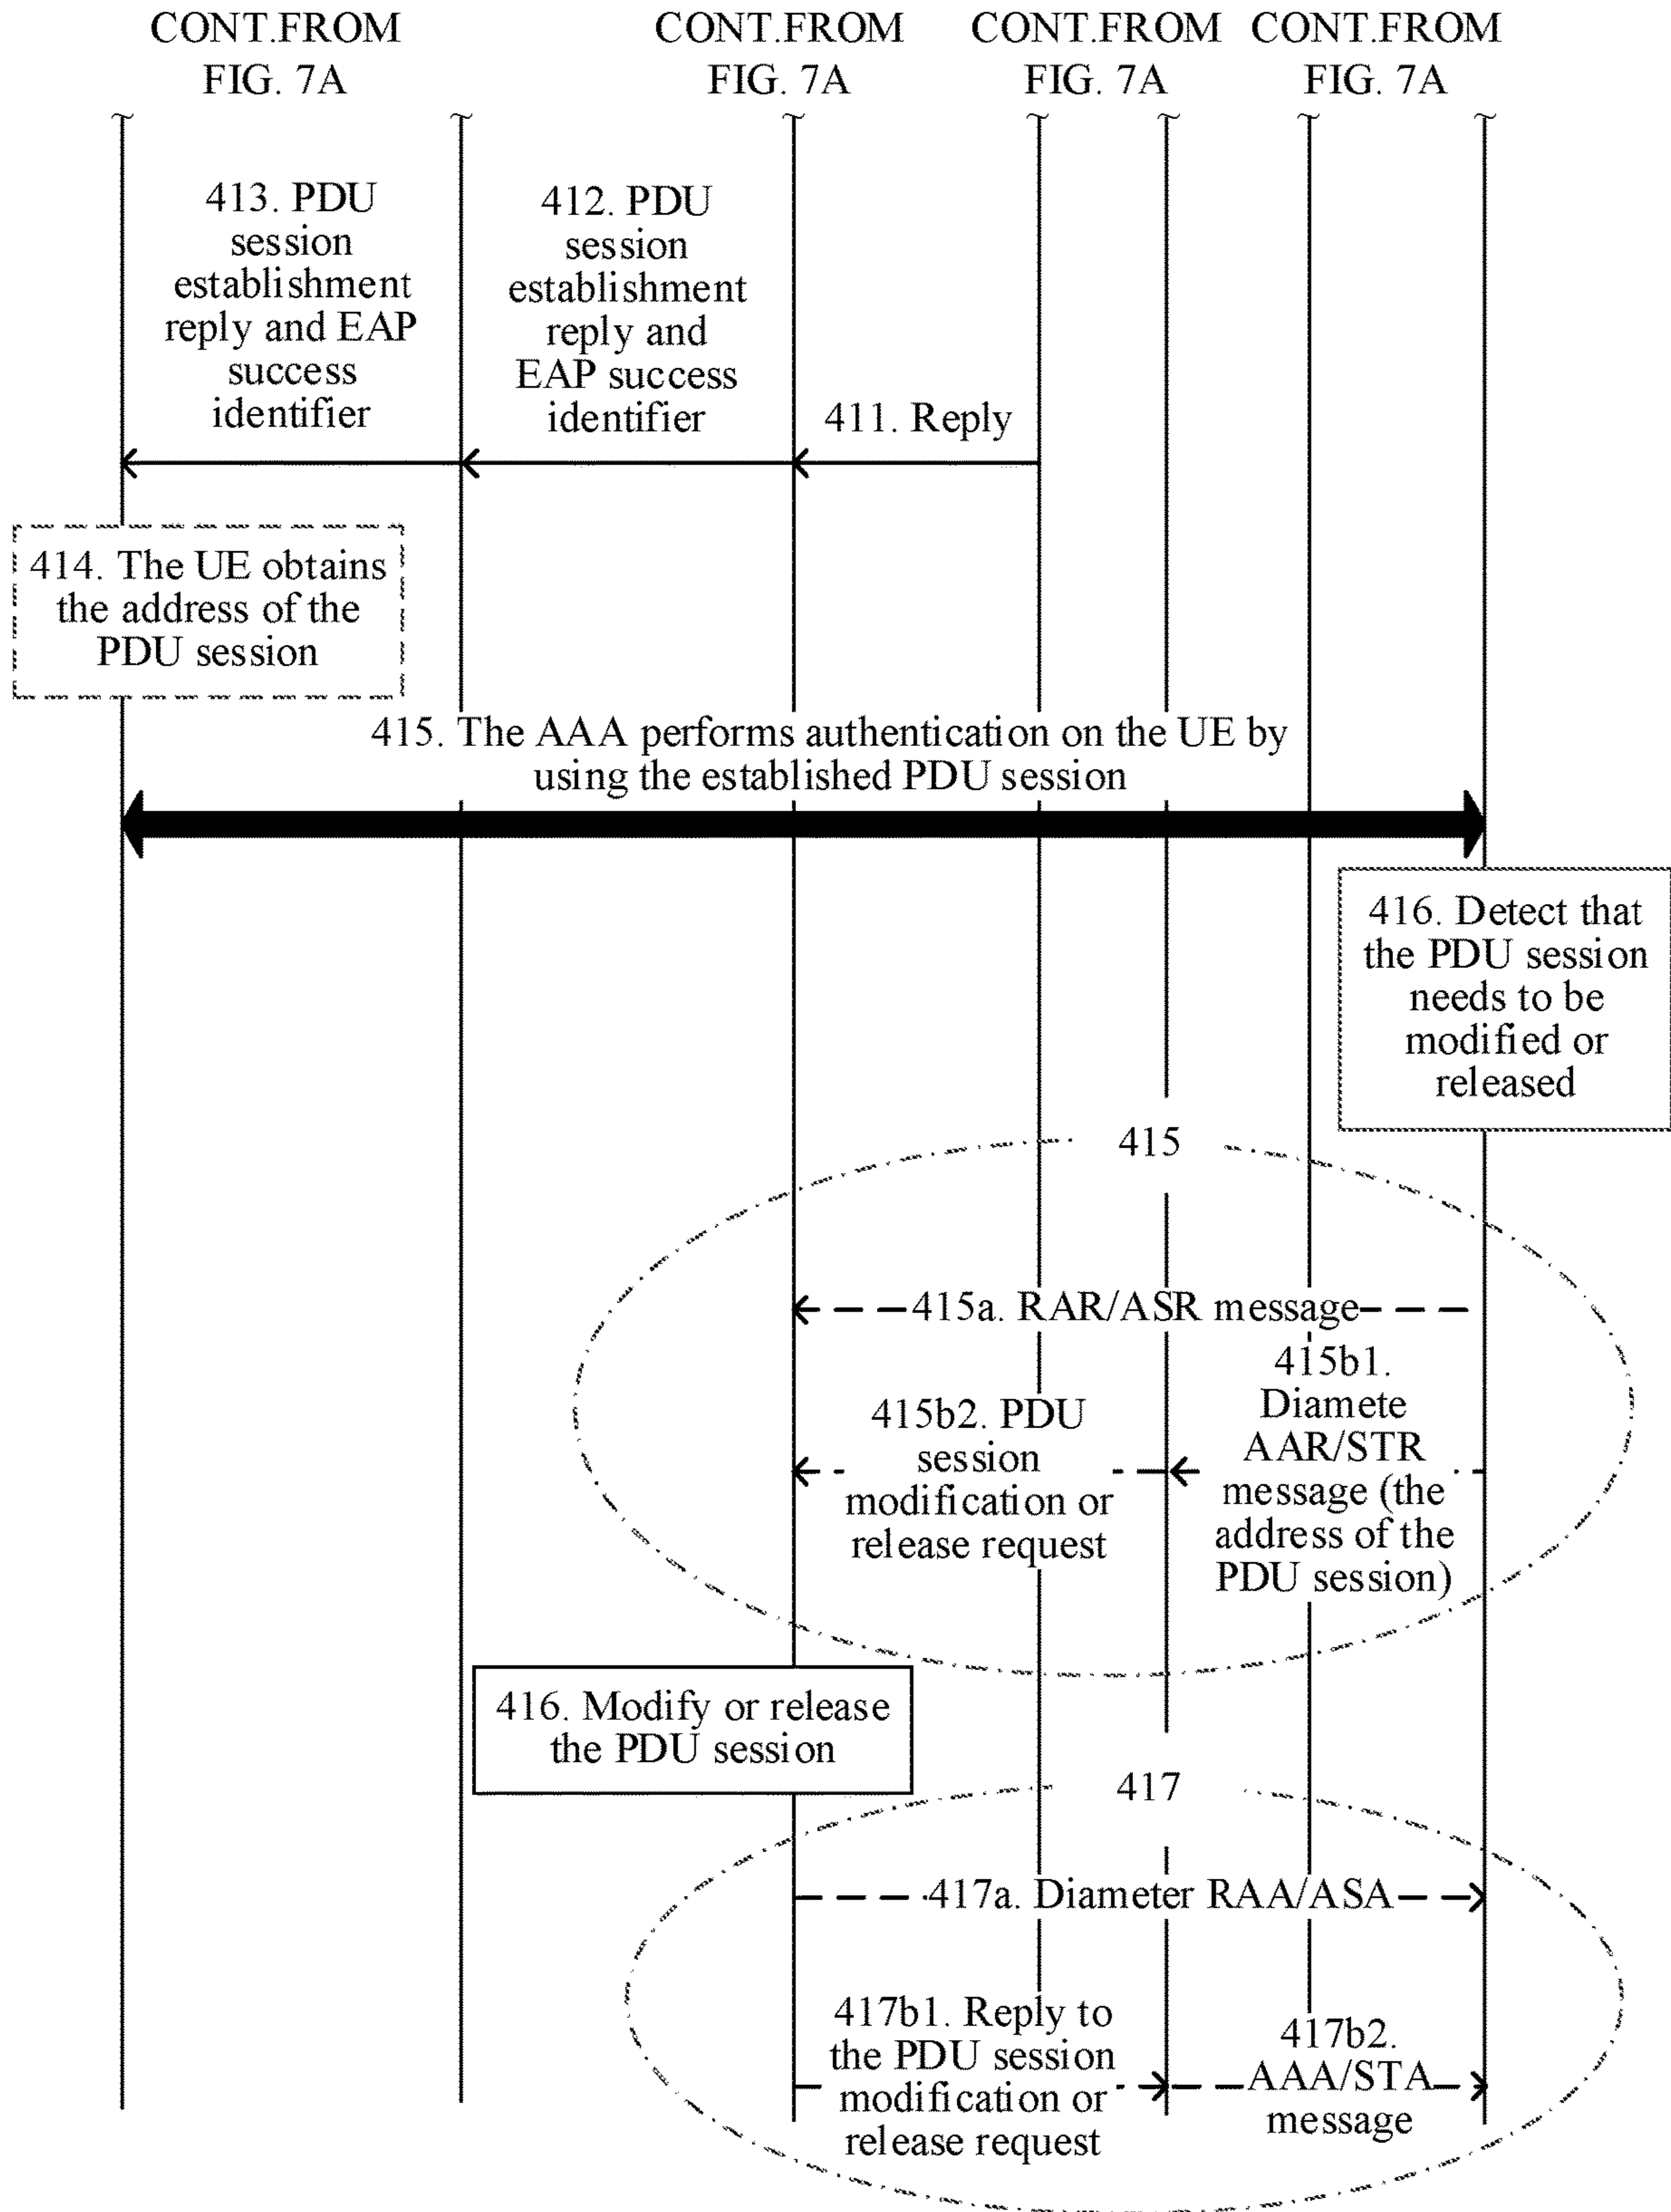 CONT.FROM
FIG. 7A
CONT.FROM
FIG. 7A
CONT.FROM
FIG. 7A
CONT.FROM
FIG. 7A
413. PDU
session
establishment
reply and EAP
success
identifier
412. PDU
session
establishment
reply and
EAP success
identifier
411. Reply
414. The UE obtains
the address of the
PDU session
415. The AAA performs authentication on the UE by
using the established PDU session
416. Detect that
the PDU session
needs to be
modified or
released
415
415a. RAR/ASR message
415b1.
Diamete
AAR/STR
message (the
address of the
PDU session)
415b2. PDU
session
modification or
release request
416. Modify or release
the PDU session
417
417a. Diameter RAA/ASA
417b1. Reply to
the PDU session
modification or
release request
417b2.
AAA/STA
message